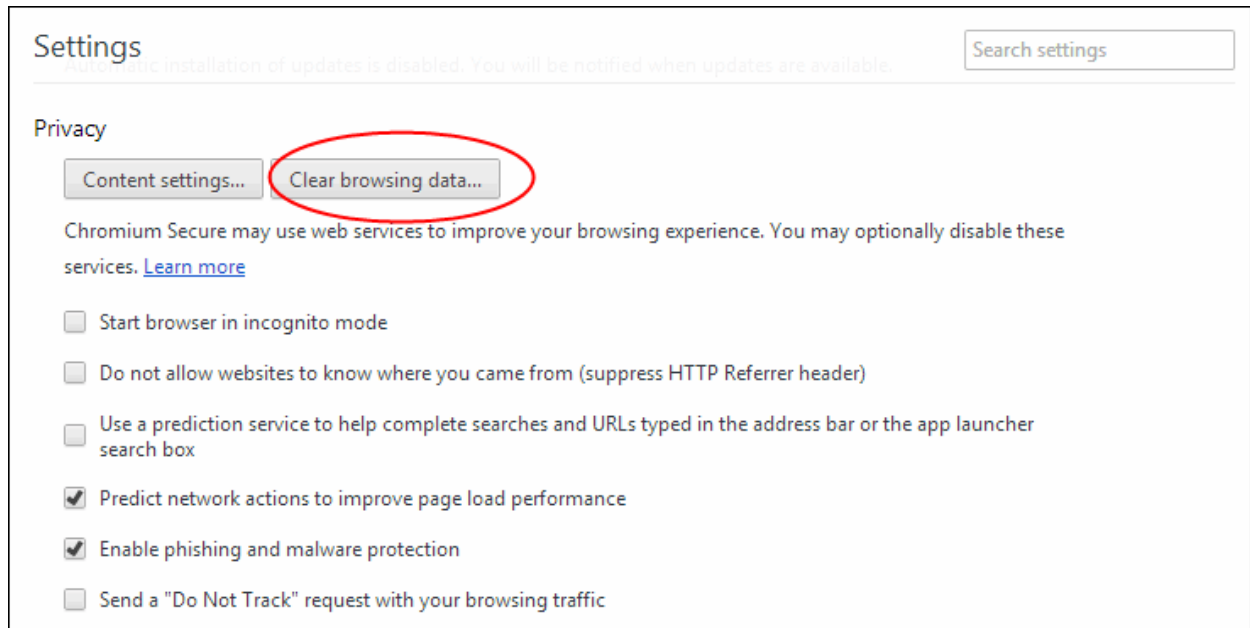 Settings
Search settings
Automatic installation of updates is disabled. You will be notified when updates are available.
Privacy
Content settings...
Clear browsing data...
Chromium Secure may use web services to improve your browsing experience. You may optionally disable these
services. Learn more
Start browser in incognito mode
Do not allow websites to know where you came from (suppress HTTP Referrer header)
Use a prediction service to help complete searches and URLs typed in the address bar or the app launcher
search box
Predict network actions to improve page load performance
Enable phishing and malware protection
Send a "Do Not Track" request with your browsing traffic